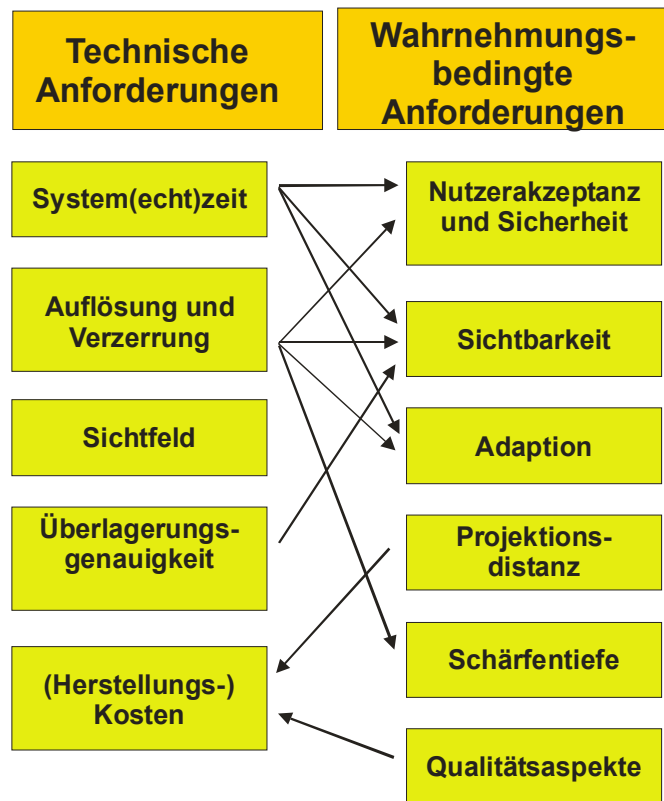 Technische
Anforderungen
Wahrnehmungs-
bedingte
Anforderungen
System(echt)zeit
Auflösung und
Verzerrung
Sichtfeld
Überlagerungs-
genauigkeit
(Herstellungs-)
Kosten
Nutzerakzeptanz
und Sicherheit
Sichtbarkeit
Adaption
Projektions-
distanz
Schärfentiefe
Qualitätsaspekte